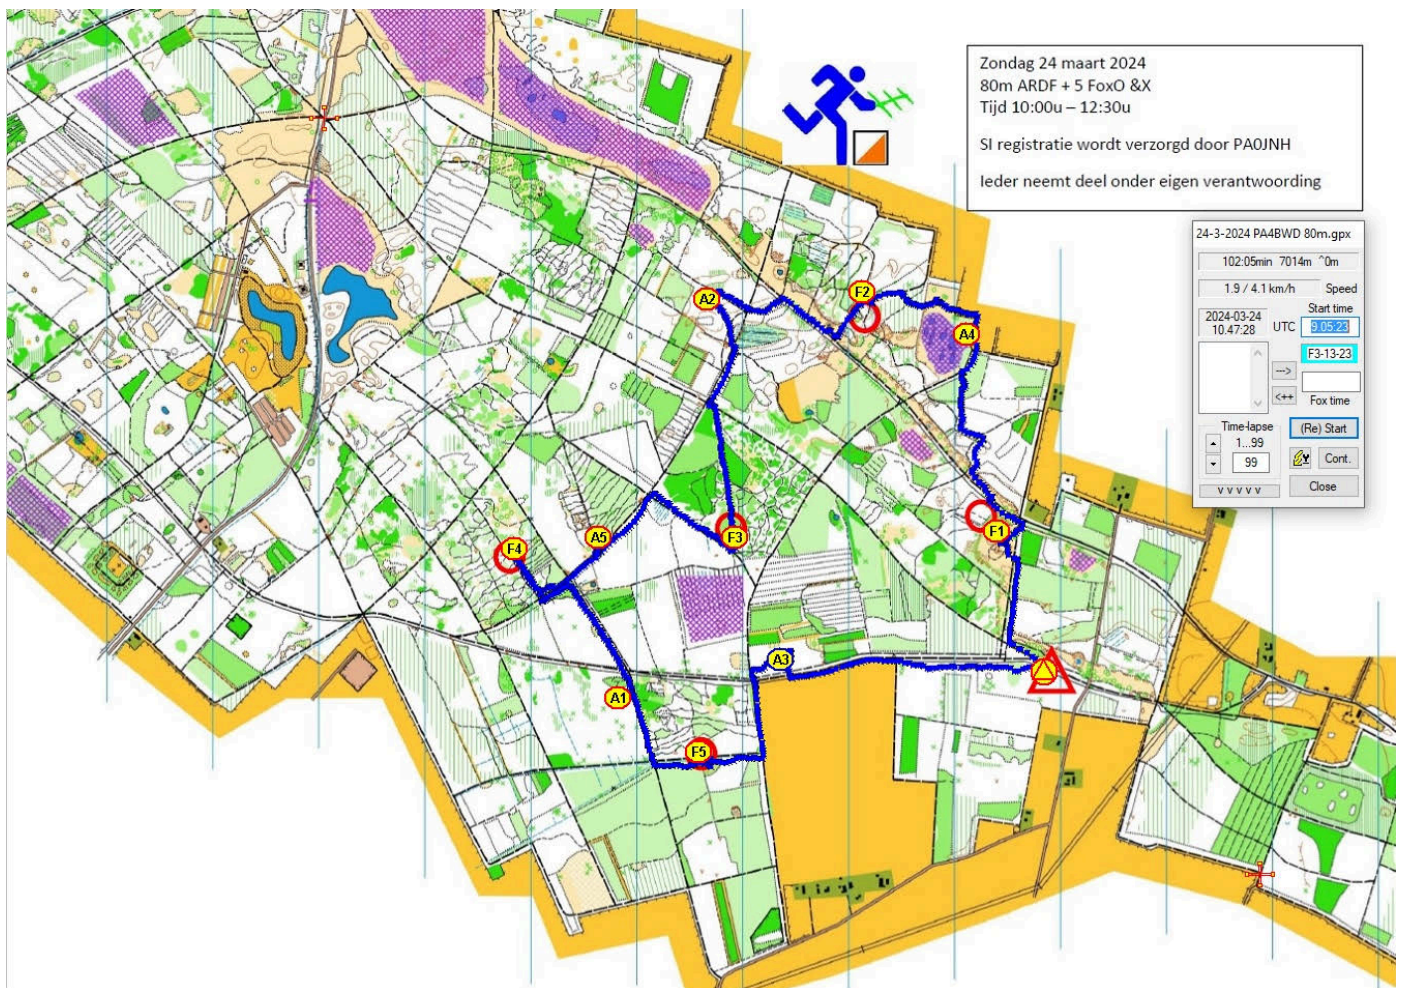 Zondag 24 maart 2024
80m ARDF + 5 FoxO &X
Tijd 10:00u – 12:30u
SI registratie wordt verzorgd door PA0JNH
Ieder neemt deel onder eigen verantwoording
24-3-2024 PA4BWD 80m.gpx
102:05min 7014m ^0m
1.9 / 4.1 km/h Speed
Start time
2024-03-24
10.47:28 UTC 9.05:23
F3-13-23
--->
<++ Fox time
Time-lapse
1...99
99
(Re) Start
Cont.
v v v v v
Close
A2
F2
A4
F4
A5
F3
F1
A3
A1
F5